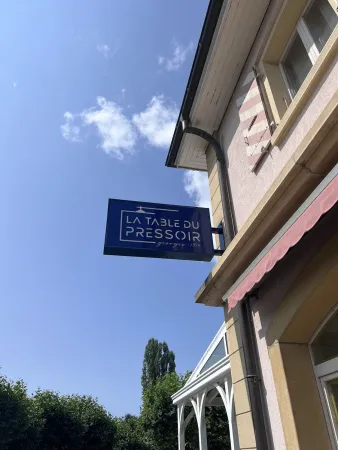 LA TABLE DU
PRESSOIR